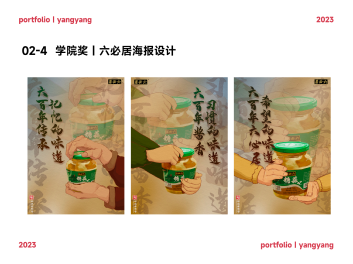 portfolio | yangyang
2023
02-4 学院奖 | 六必居海报设计
记忆的味道
六百年传承
习惯的味道
六百年酱香
希望的味道
六百年六必居
2023
portfolio | yangyang